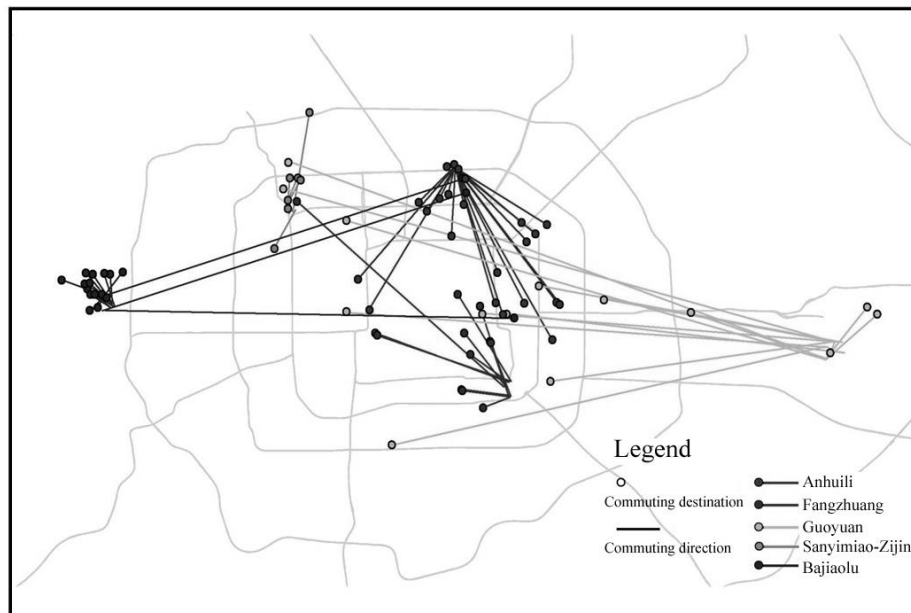 Legend
Commuting destination
Commuting direction
Anhuili
Fangzhuang
Guoyuan
Sanyimiao-Zijin
Bajiaolu